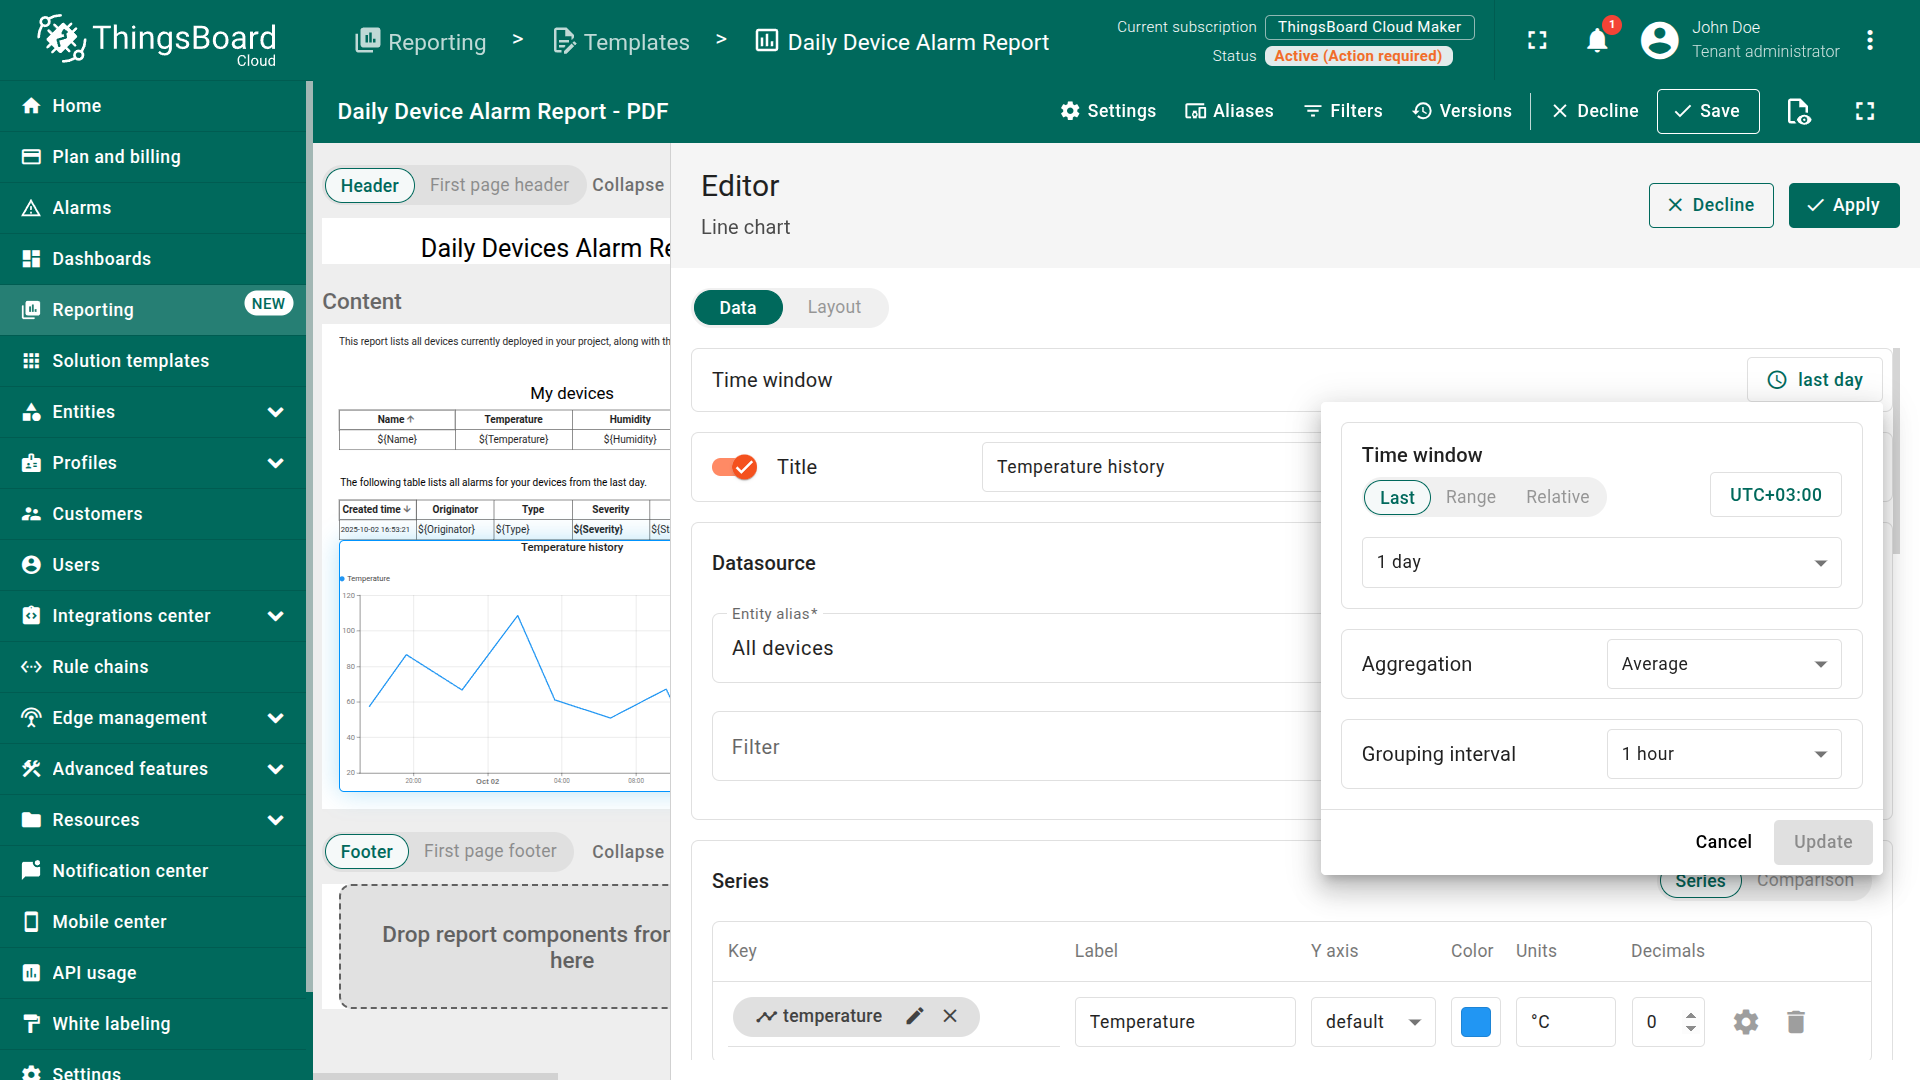 ThingsBoard
Cloud
Reporting > Templates > Daily Device Alarm Report
Current subscription ThingsBoard Cloud Maker
Status Active (Action required)
1
John Doe
Tenant administrator
Home
Plan and billing
Alarms
Dashboards
Reporting NEW
Solution templates
Entities
Profiles
Customers
Users
Integrations center
Rule chains
Edge management
Advanced features
Resources
Notification center
Mobile center
API usage
White labeling
Settings
Daily Device Alarm Report - PDF
Settings Aliases Filters Versions Decline Save
Header First page header Collapse
Daily Devices Alarm Re
Content
This report lists all devices currently deployed in your project, along with th
My devices
Name Temperature Humidity
${Name} ${Temperature} ${Humidity}
The following table lists all alarms for your devices from the last day.
Created time Originator Type Severity
2025-10-02 16:53:21 ${Originator} ${Type} ${Severity} ${St
Temperature history
Temperature
120
100
80
60
40
20
20:00 Oct 02 04:00 08:00
Footer First page footer Collapse
Drop report components from
here
Editor
Line chart
Decline Apply
Data Layout
Time window last day
Title Temperature history
Datasource
Entity alias*
All devices
Filter
Time window
Last Range Relative UTC+03:00
1 day
Aggregation Average
Grouping interval 1 hour
Cancel Update
Series Series Comparison
Key Label Y axis Color Units Decimals
temperature Temperature default °C 0